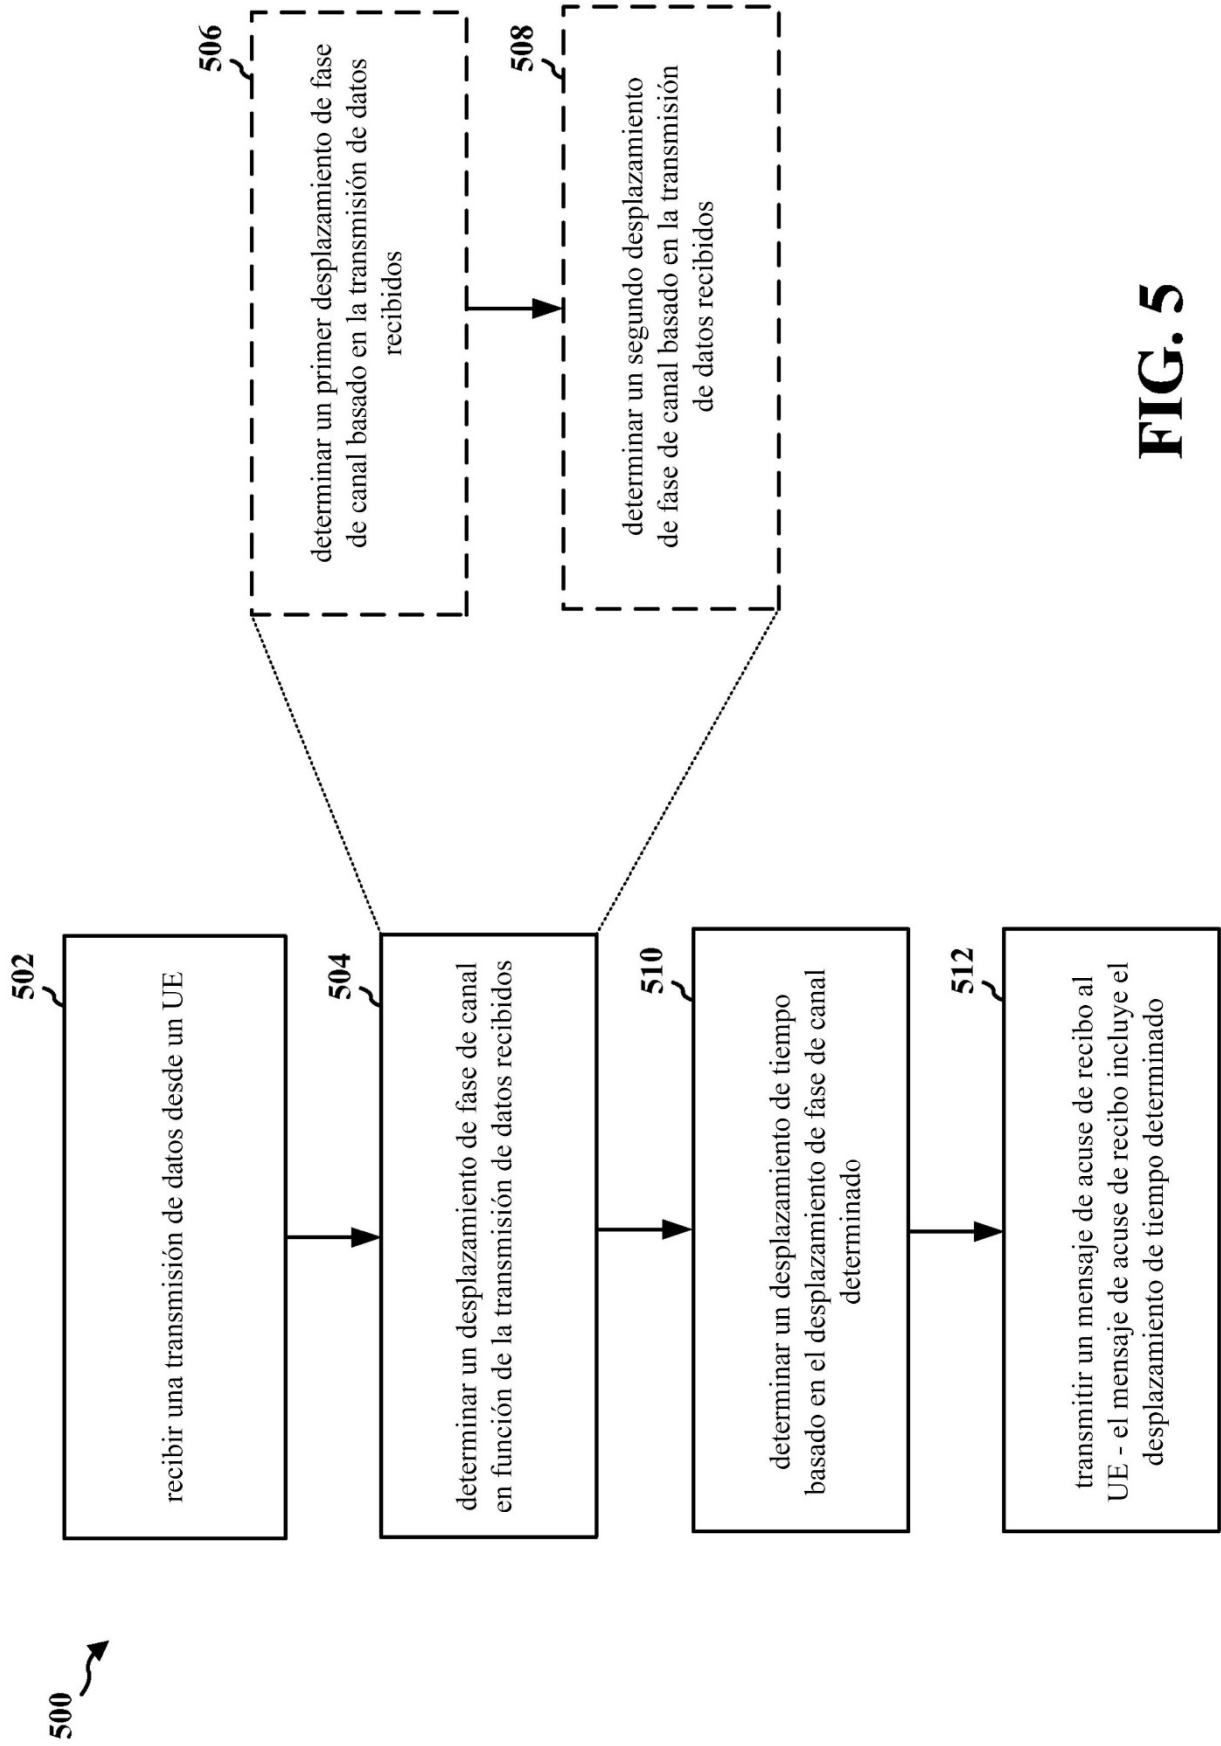 500
502
recibir una transmisión de datos desde un UE
504
determinar un desplazamiento de fase de canal
en función de la transmisión de datos recibidos
506
determinar un primer desplazamiento de fase
de canal basado en la transmisión de datos
recibidos
508
determinar un segundo desplazamiento
de fase de canal basado en la transmisión
de datos recibidos
510
determinar un desplazamiento de tiempo
basado en el desplazamiento de fase de canal
determinado
512
transmitir un mensaje de acuse de recibo al
UE - el mensaje de acuse de recibo incluye el
desplazamiento de tiempo determinado
FIG. 5